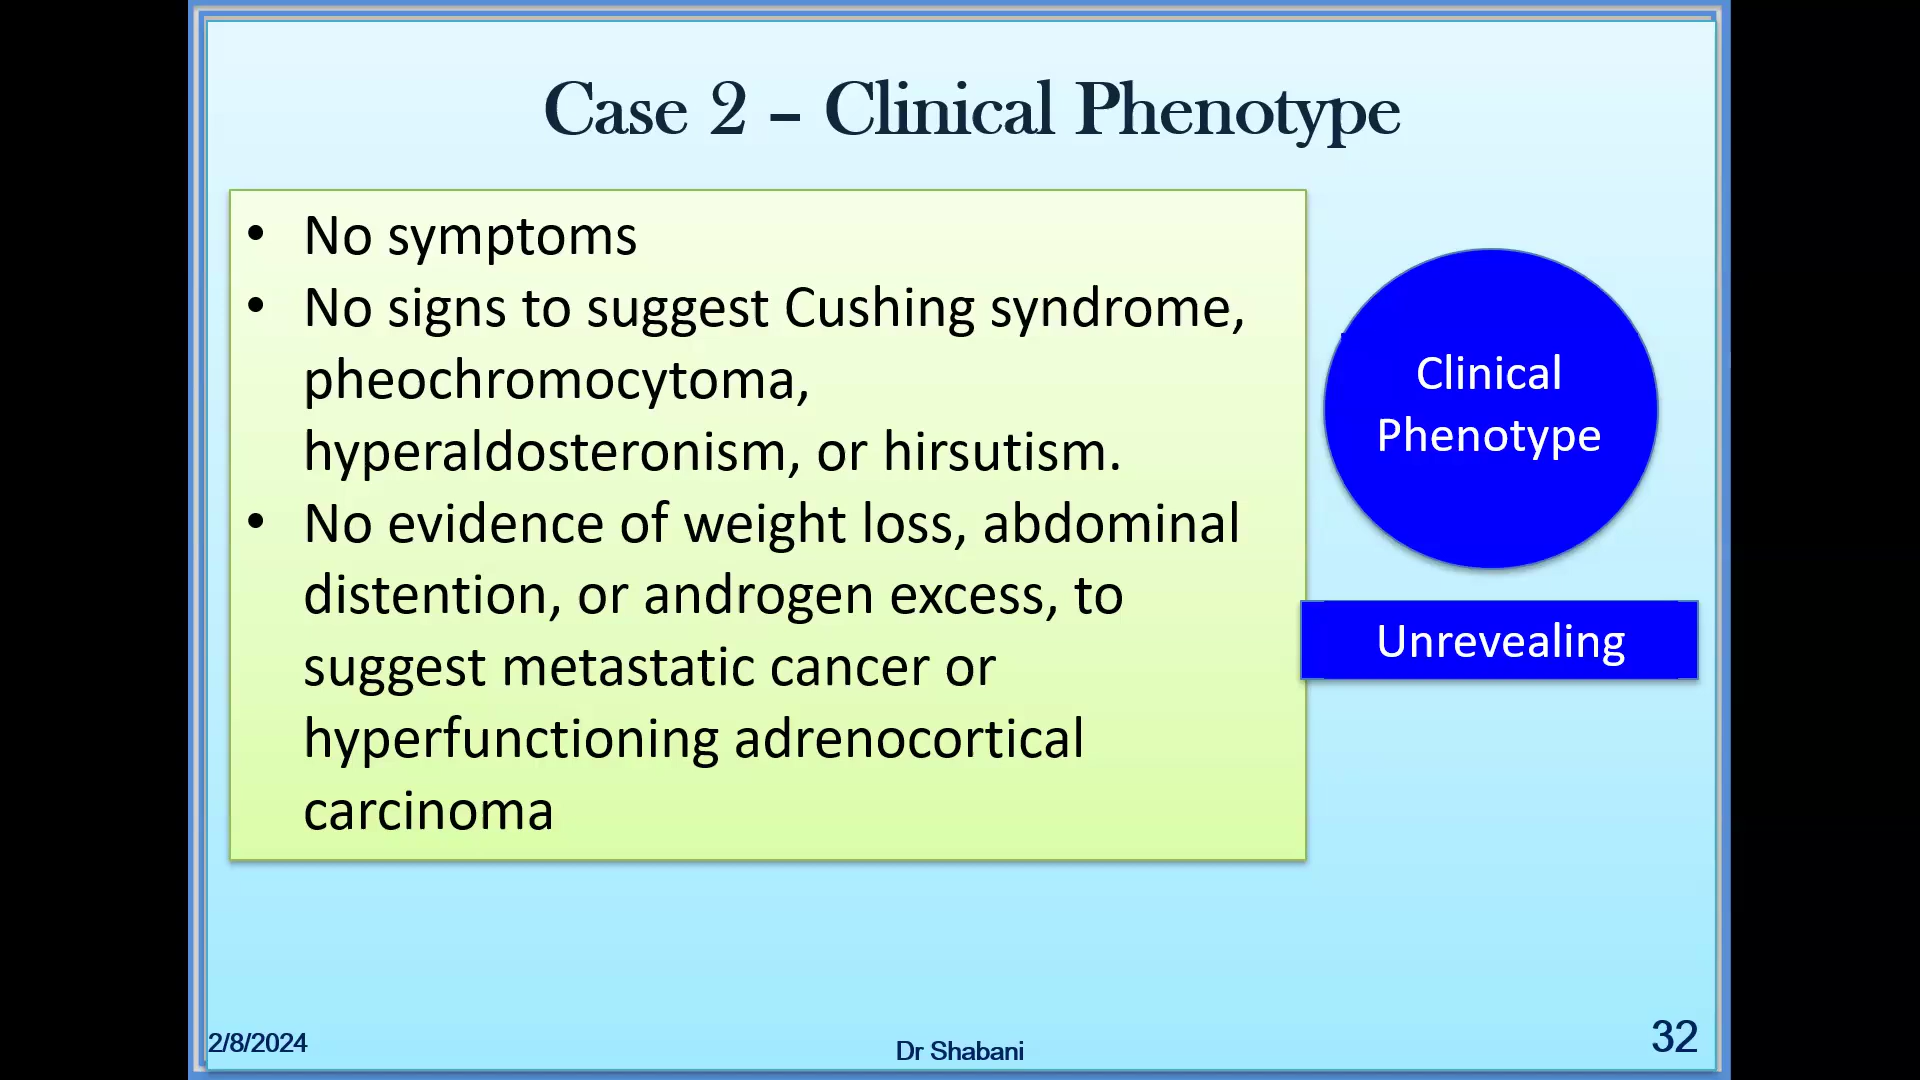 Case 2 – Clinical Phenotype
• No symptoms
• No signs to suggest Cushing syndrome,
pheochromocytoma,
hyperaldosteronism, or hirsutism.
• No evidence of weight loss, abdominal
distention, or androgen excess, to
suggest metastatic cancer or
hyperfunctioning adrenocortical
carcinoma
Clinical
Phenotype
Unrevealing
2/8/2024
Dr Shabani
32